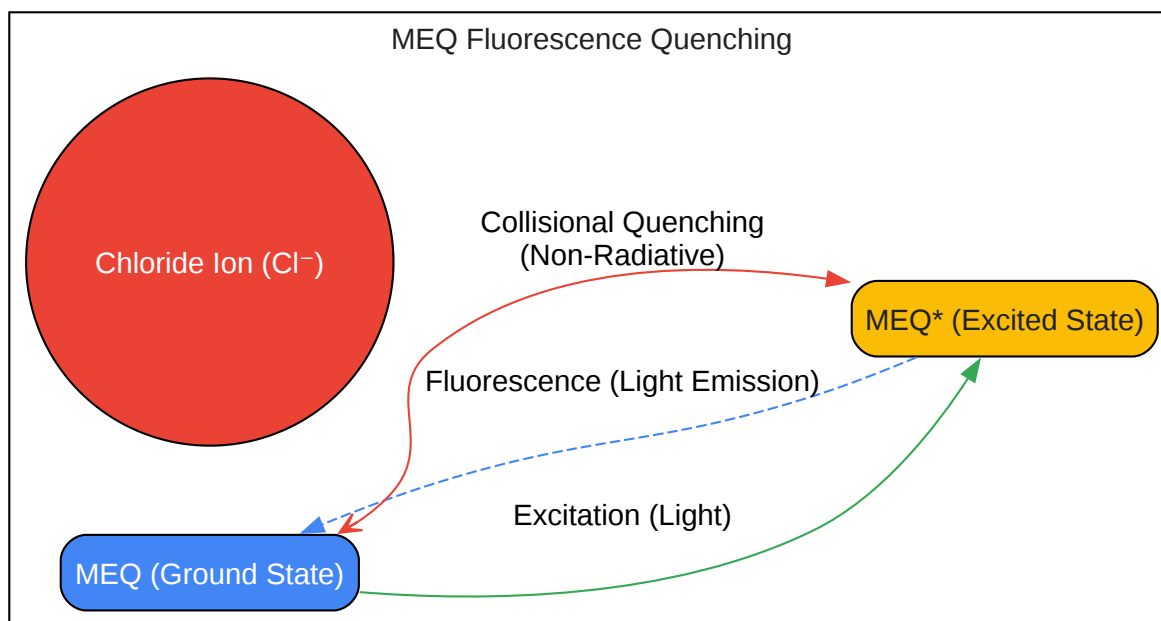 MEQ Fluorescence Quenching
Chloride Ion (Cl⁻)
Collisional Quenching
(Non-Radiative)
MEQ* (Excited State)
Fluorescence (Light Emission)
Excitation (Light)
MEQ (Ground State)